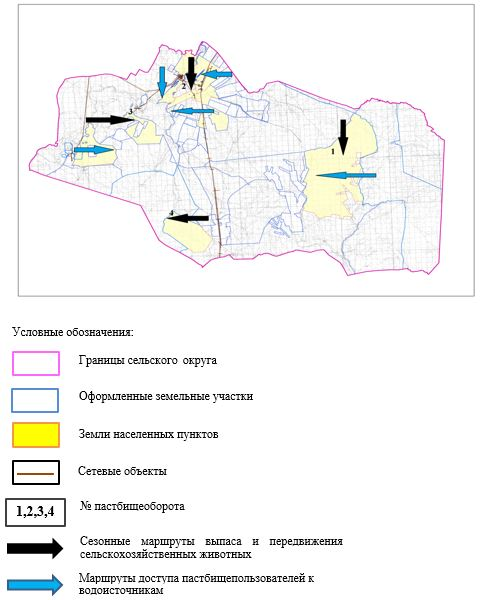 2
3
1
4
Условные обозначения:
Границы сельского округа
Оформленные земельные участки
Земли населенных пунктов
Сетевые объекты
1,2,3,4
№ пастбищеоборота
Сезонные маршруты выпаса и передвижения
сельскохозяйственных животных
Маршруты доступа пастбищепользователей к
водоисточникам